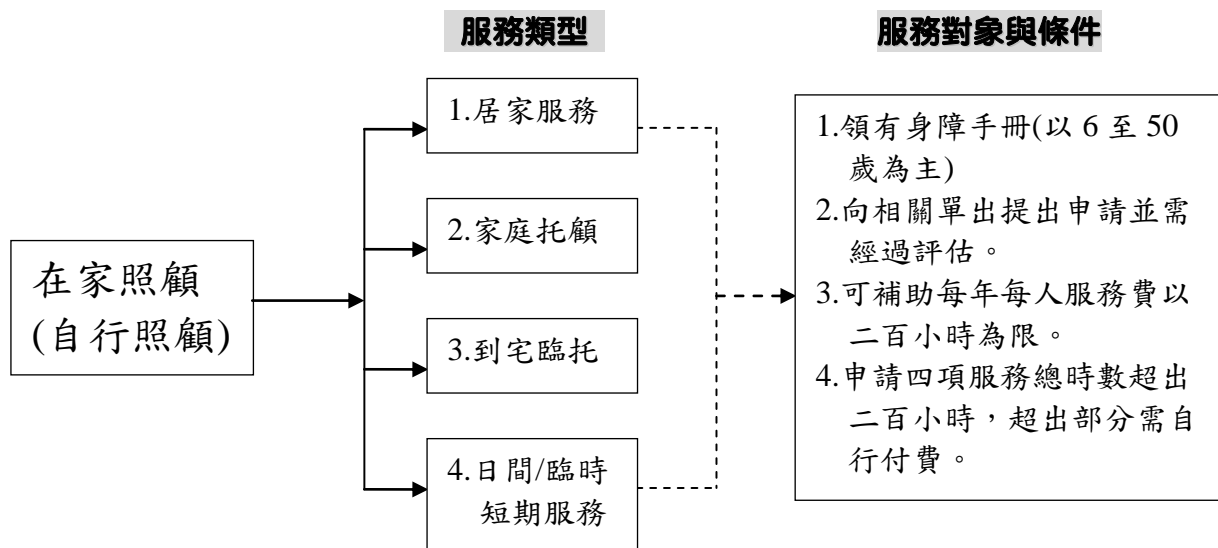 服務類型
服務對象與條件
在家照顧
(自行照顧)
1.居家服務
2.家庭托顧
3.到宅臨托
4.日間/臨時
短期服務
1.領有身障手冊(以 6 至 50
歲為主)
2.向相關單出提出申請並需
經過評估。
3.可補助每年每人服務費以
二百小時為限。
4.申請四項服務總時數超出
二百小時，超出部分需自
行付費。